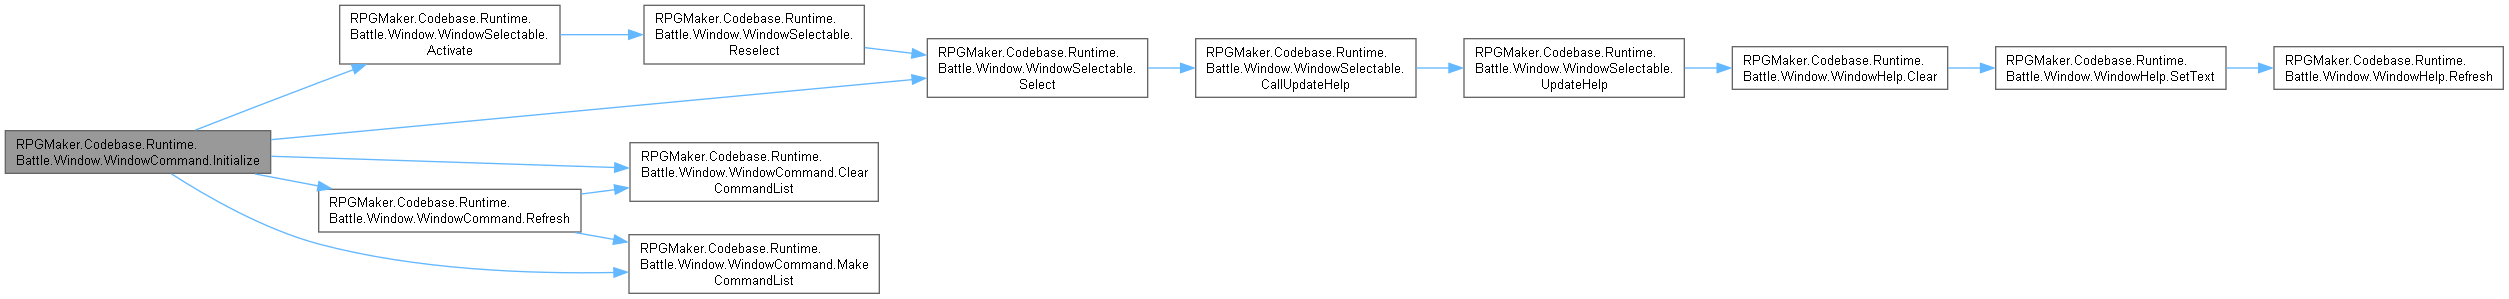 RPGMaker.Codebase.Runtime.
Battle.Window.WindowSelectable.
Activate
RPGMaker.Codebase.Runtime.
Battle.Window.WindowSelectable.
Reselect
RPGMaker.Codebase.Runtime.
Battle.Window.WindowSelectable.
Select
RPGMaker.Codebase.Runtime.
Battle.Window.WindowSelectable.
CallUpdateHelp
RPGMaker.Codebase.Runtime.
Battle.Window.WindowSelectable.
UpdateHelp
RPGMaker.Codebase.Runtime.
Battle.Window.WindowHelp.Clear
RPGMaker.Codebase.Runtime.
Battle.Window.WindowHelp.SetText
RPGMaker.Codebase.Runtime.
Battle.Window.WindowHelp.Refresh
RPGMaker.Codebase.Runtime.
Battle.Window.WindowCommand.Initialize
RPGMaker.Codebase.Runtime.
Battle.Window.WindowCommand.Clear
CommandList
RPGMaker.Codebase.Runtime.
Battle.Window.WindowCommand.Refresh
RPGMaker.Codebase.Runtime.
Battle.Window.WindowCommand.Make
CommandList